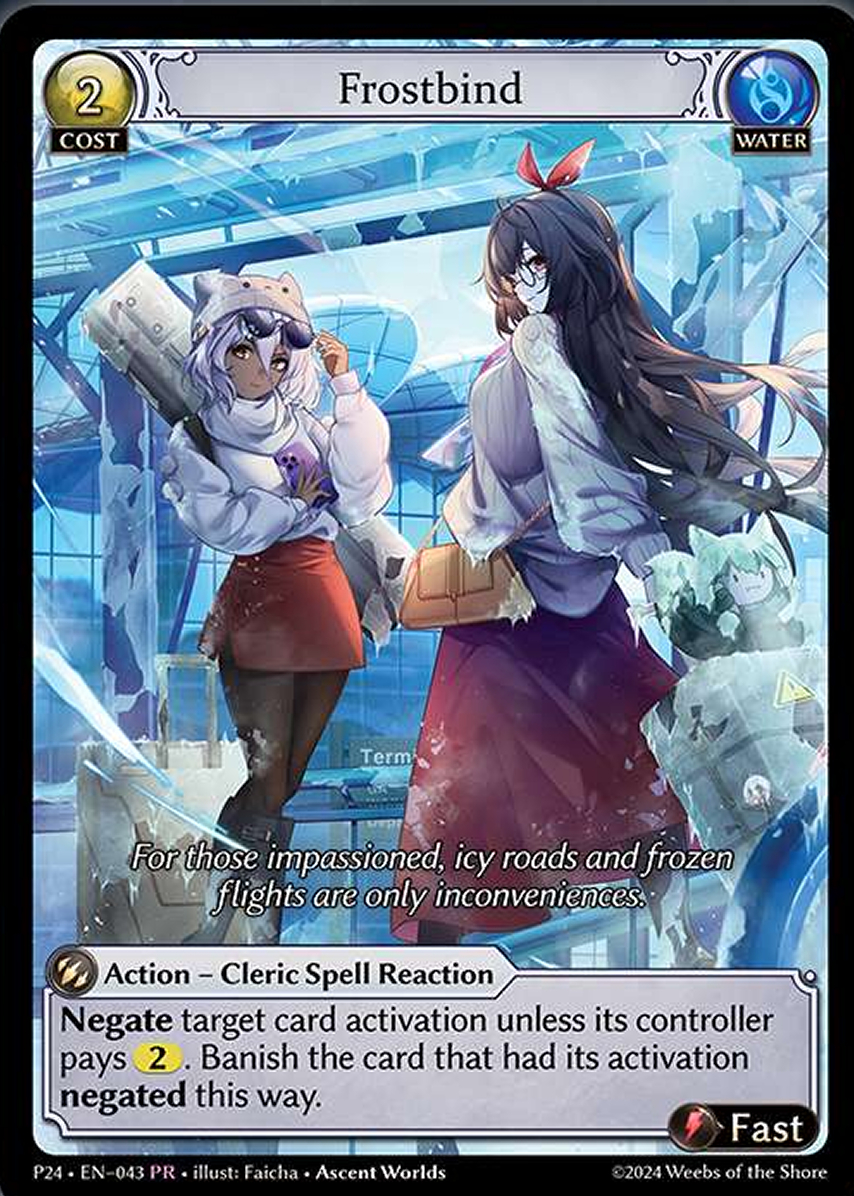 2
Frostbind
COST
WATER
Term
For those impassioned, icy roads and frozen
flights are only inconveniences.
Action – Cleric Spell Reaction
Negate target card activation unless its controller
pays 2. Banish the card that had its activation
negated this way.
Fast
P24 • EN–043 PR • illust: Faicha • Ascent Worlds
©2024 Weebs of the Shore